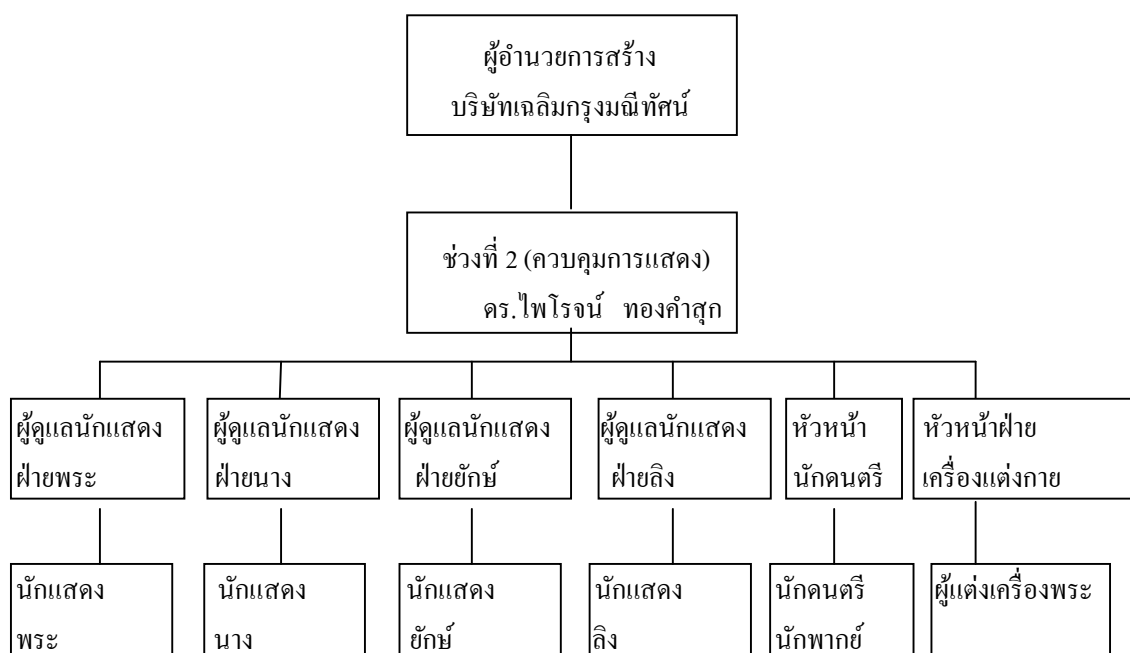 ผู้อำนวยการสร้าง
บริษัทเฉลิมกรุงมณีทัศน์
ช่วงที่ 2 (ควบคุมการแสดง)
ดร.ไพโรจน์ ทองคำสุก
ผู้ดูแลนักแสดง
ฝ่ายพระ
ผู้ดูแลนักแสดง
ฝ่ายนาง
ผู้ดูแลนักแสดง
ฝ่ายยักษ์
ผู้ดูแลนักแสดง
ฝ่ายลิง
หัวหน้า
นักดนตรี
หัวหน้าฝ่าย
เครื่องแต่งกาย
นักแสดง
พระ
นักแสดง
นาง
นักแสดง
ยักษ์
นักแสดง
ลิง
นักดนตรี
นักพากย์
ผู้แต่งเครื่องพระ